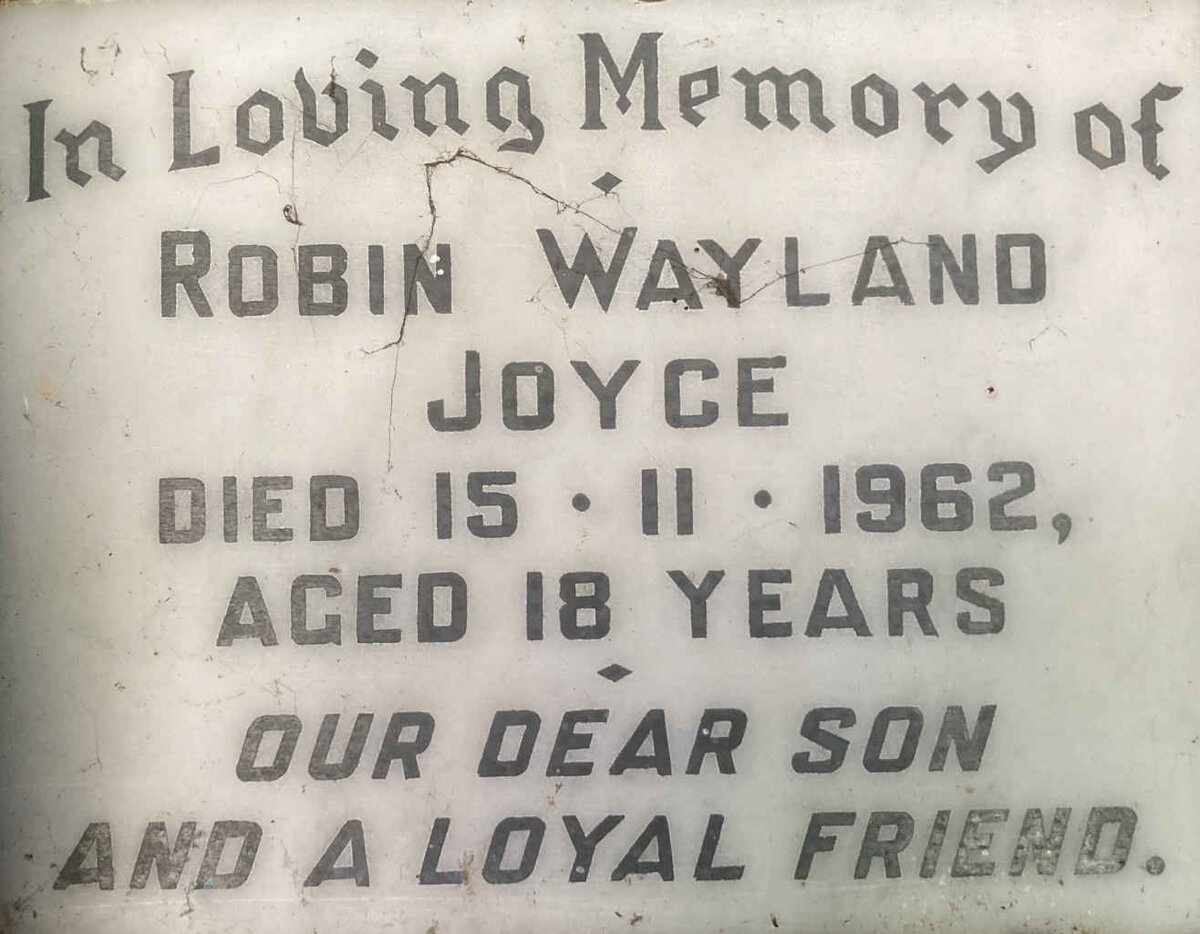 In Loving Memory of
ROBIN WAYLAND
JOYCE
DIED 15 • 11 • 1962,
AGED 18 YEARS
OUR DEAR SON
AND A LOYAL FRIEND.